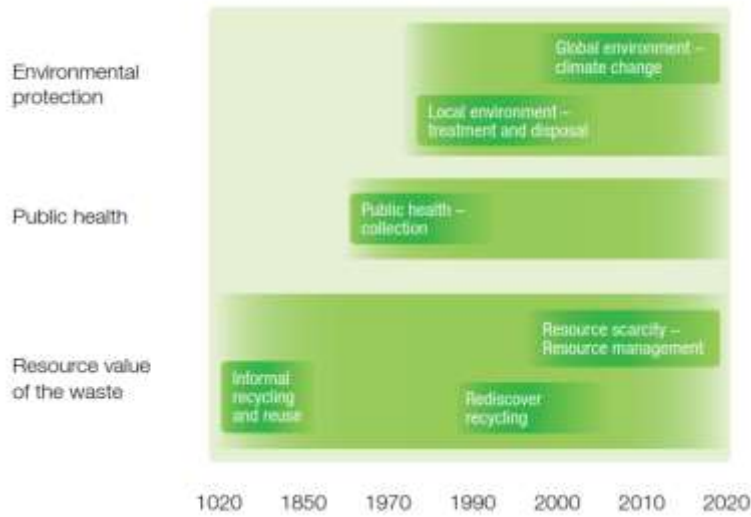 Environmental
protection
Global environment –
climate change
Local environment –
treatment and disposal
Public health
Public health –
collection
Resource value
of the waste
Resource scarcity –
Resource management
Informal
recycling
and reuse
Rediscover
recycling
1020 1850 1970 1990 2000 2010 2020